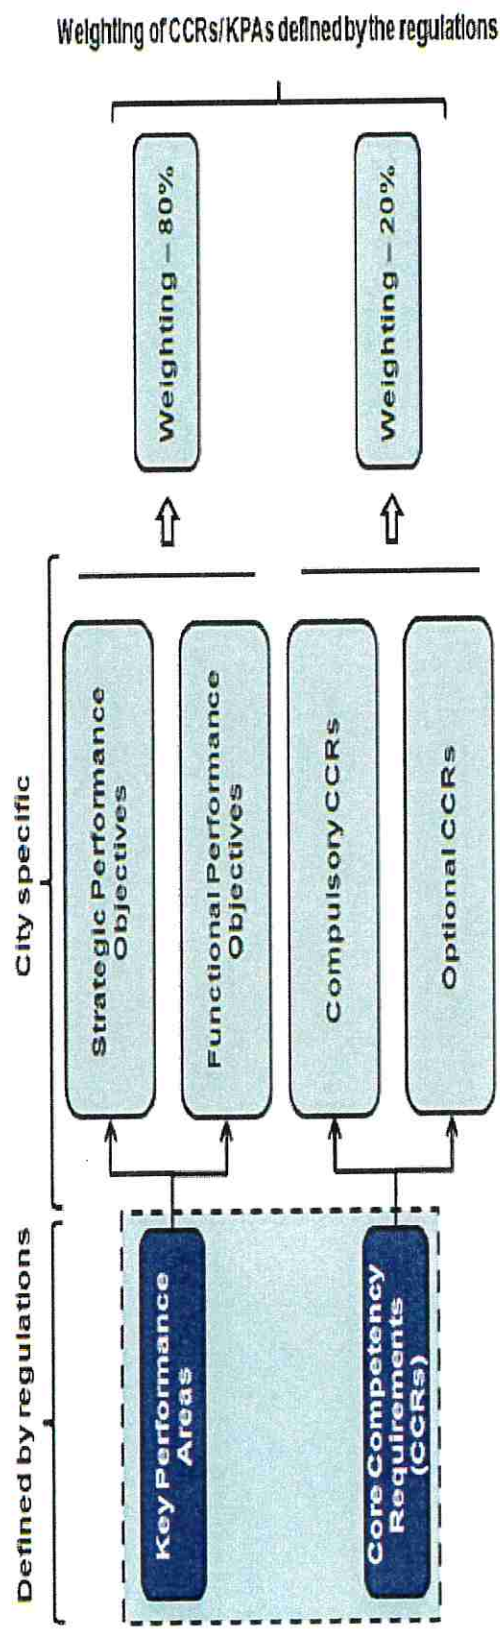 Defined by regulations
City specific
Key Performance
Areas
Strategic Performance
Objectives
Functional Performance
Objectives
Weighting – 80%
Core Competency
Requirements
(CCRs)
Compulsory CCRs
Optional CCRs
Weighting – 20%
Weighting of CCRs/KPAs defined by the regulations